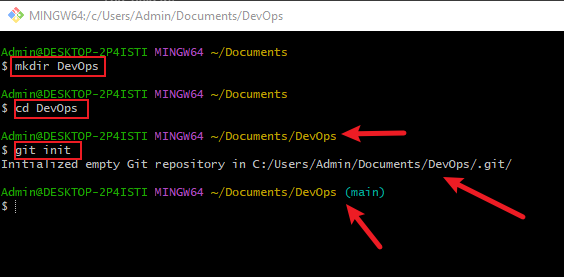 MINGW64:/c/Users/Admin/Documents/DevOps
Admin@DESKTOP-2P4ISTI MINGW64 ~/Documents
$ mkdir DevOps
Admin@DESKTOP-2P4ISTI MINGW64 ~/Documents
$ cd DevOps
Admin@DESKTOP-2P4ISTI MINGW64 ~/Documents/DevOps
$ git init
Initialized empty Git repository in C:/Users/Admin/Documents/DevOps/.git/
Admin@DESKTOP-2P4ISTI MINGW64 ~/Documents/DevOps (main)
$